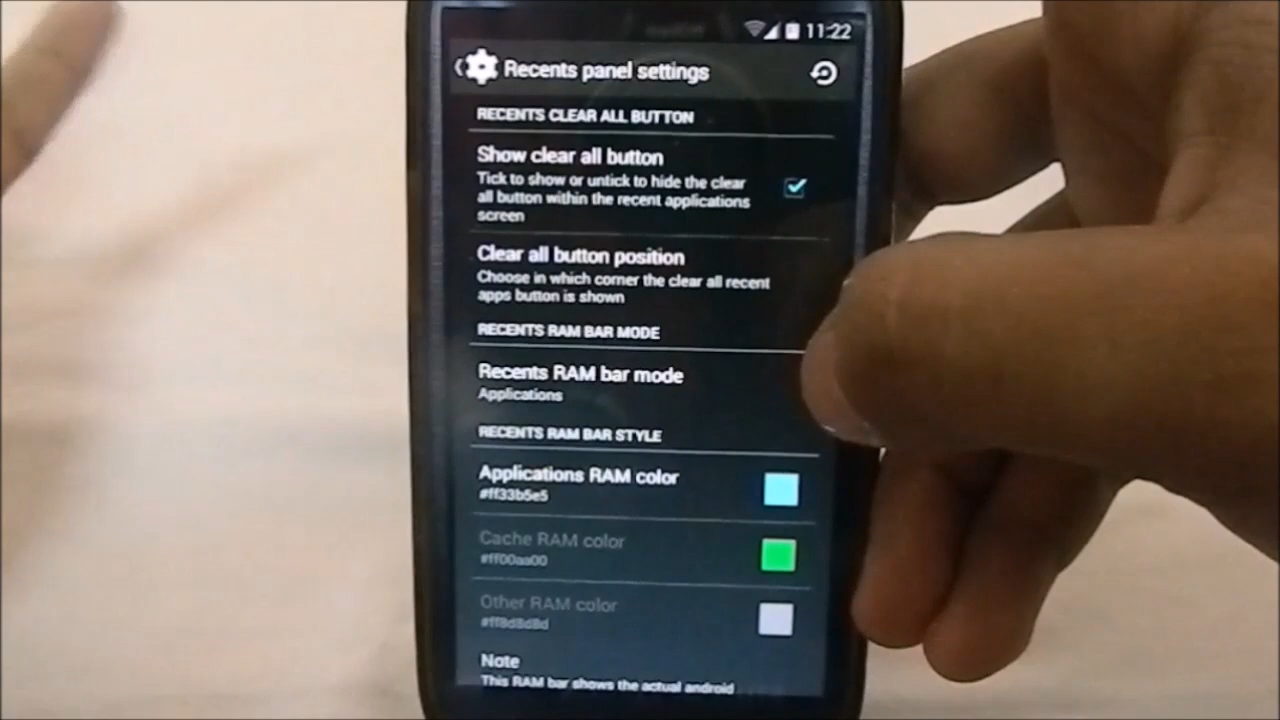 11:22
Recents panel settings
RECENTS CLEAR ALL BUTTON
Show clear all button
Tick to show or untick to hide the clear
all button within the recent applications
screen
Clear all button position
Choose in which corner the clear all recent
apps button is shown
RECENTS RAM BAR MODE
Recents RAM bar mode
Applications
RECENTS RAM BAR STYLE
Applications RAM color
#ff33b5e5
Cache RAM color
#ff00aa00
Other RAM color
#ff8d8d8d
Note
This RAM bar shows the actual android